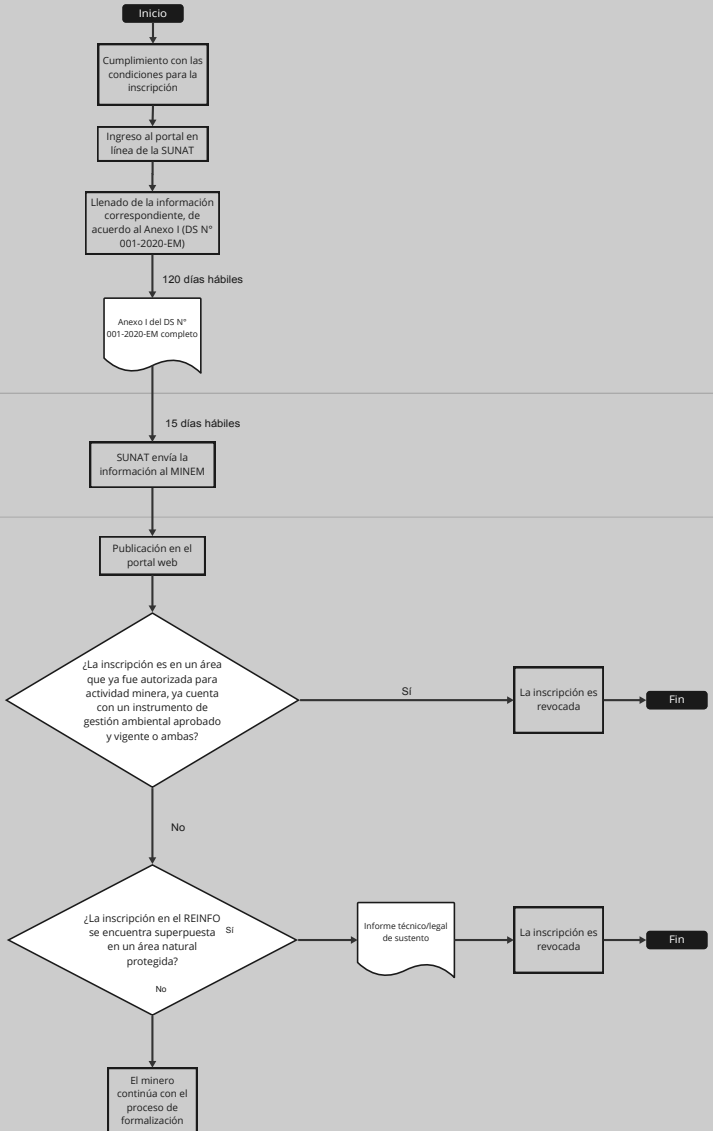 Inicio
Cumplimiento con las
condiciones para la
inscripción
Ingreso al portal en
línea de la SUNAT
Llenado de la información
correspondiente, de
acuerdo al Anexo I (DS N°
001-2020-EM)
120 días hábiles
Anexo I del DS N°
001-2020-EM completo
15 días hábiles
SUNAT envía la
información al MINEM
Publicación en el
portal web
¿La inscripción es en un área
que ya fue autorizada para
actividad minera, ya cuenta
con un instrumento de
gestión ambiental aprobado
y vigente o ambas?
Sí
La inscripción es
revocada
Fin
No
¿La inscripción en el REINFO
se encuentra superpuesta
en un área natural
protegida?
Sí
No
Informe técnico/legal
de sustento
La inscripción es
revocada
Fin
El minero
continúa con el
proceso de
formalización